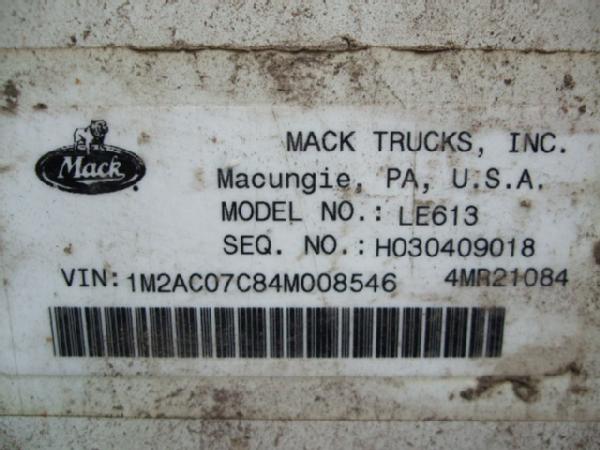 Mack
MACK TRUCKS, INC.
Macungie, PA, U.S.A.
MODEL NO.: LE613
SEQ. NO.: H030409018
VIN: 1M2AC07C84M008546 4MR21084